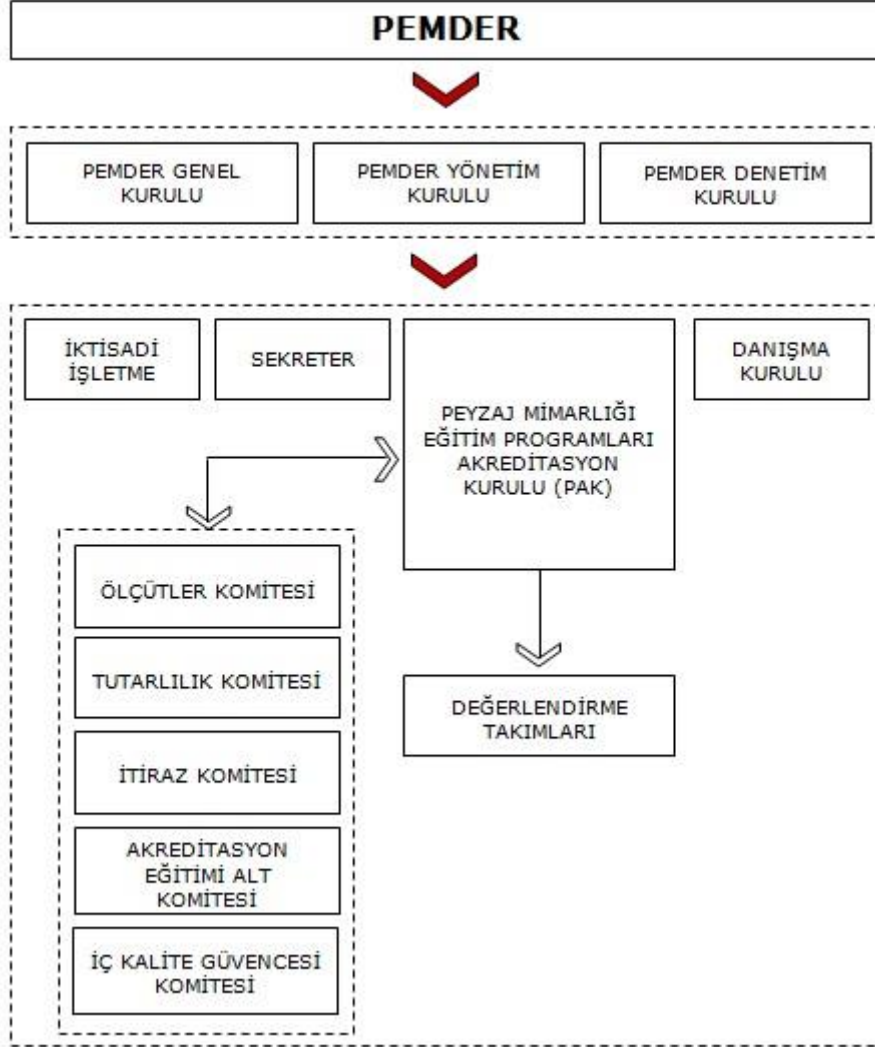 PEMDER
PEMDER GENEL
KURULU
PEMDER YÖNETİM
KURULU
PEMDER DENETİM
KURULU
İKTİSADİ
İŞLETME
SEKRETER
PEYZAJ MİMARLIĞI
EĞİTİM PROGRAMLARI
AKREDİTASYON
KURULU (PAK)
DANIŞMA
KURULU
ÖLÇÜTLER KOMİTESİ
TUTARLILIK KOMİTESİ
İTİRAZ KOMİTESİ
AKREDİTASYON
EĞİTİMİ ALT
KOMİTESİ
İÇ KALİTE GÜVENCESİ
KOMİTESİ
DEĞERLENDİRME
TAKIMLARI